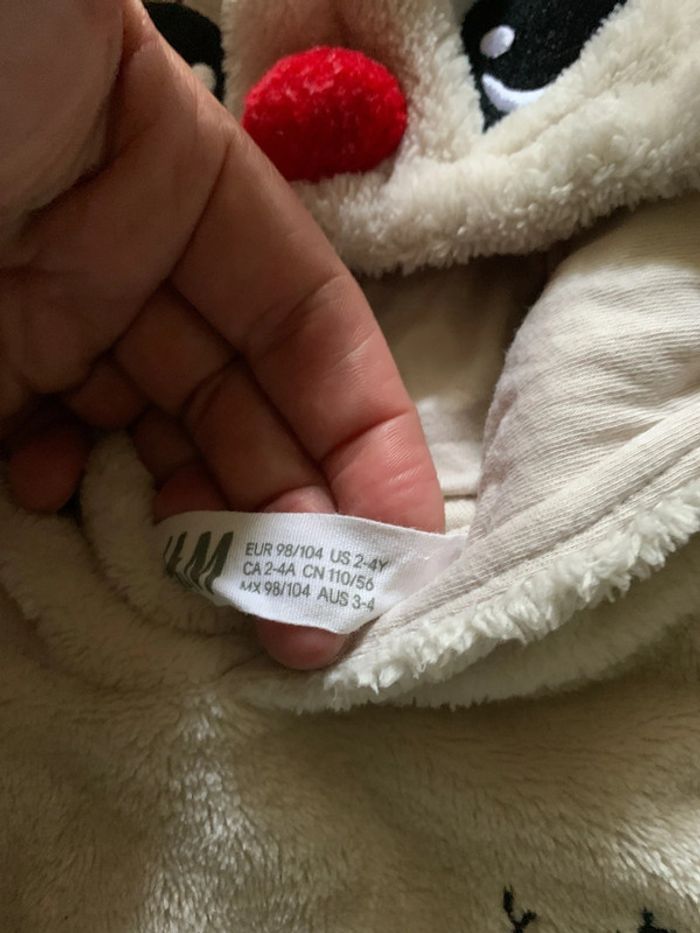 H&M
EUR 98/104 US 2-4Y
CA 2-4A CN 110/56
MX 98/104 AUS 3-4